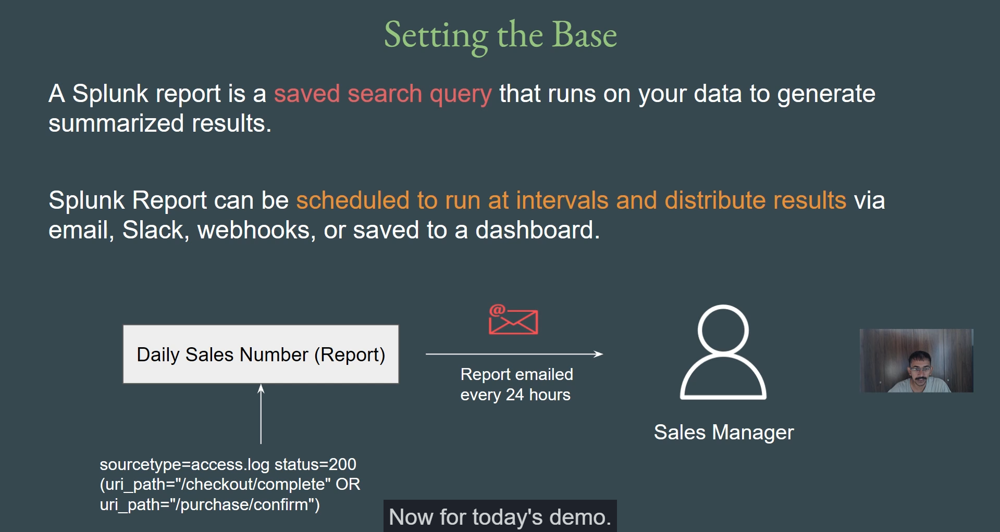 Setting the Base
A Splunk report is a saved search query that runs on your data to generate
summarized results.
Splunk Report can be scheduled to run at intervals and distribute results via
email, Slack, webhooks, or saved to a dashboard.
Daily Sales Number (Report)
@
Report emailed
every 24 hours
Sales Manager
sourcetype=access.log status=200
(uri_path="/checkout/complete" OR
uri_path="/purchase/confirm")
Now for today's demo.